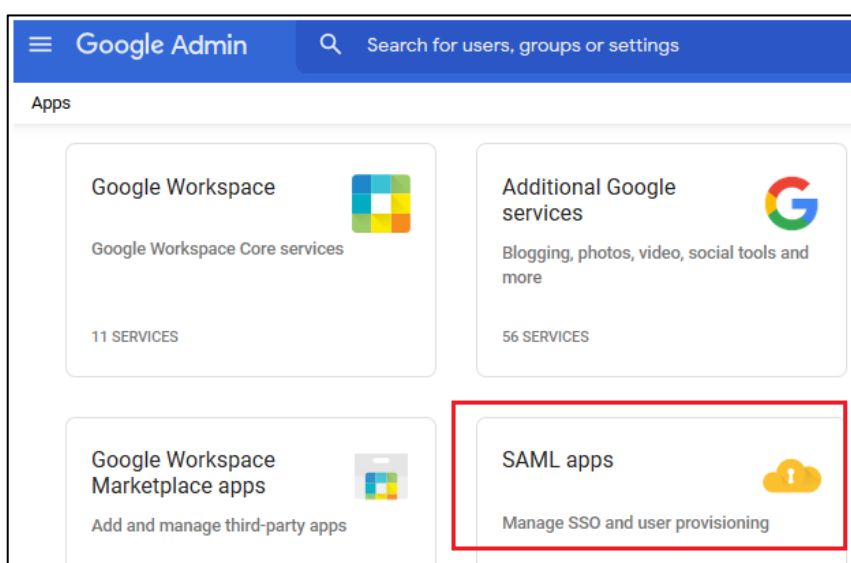 Google Admin
Search for users, groups or settings
Apps
Google Workspace
Google Workspace Core services
11 SERVICES
Additional Google
services
Blogging, photos, video, social tools and
more
56 SERVICES
Google Workspace
Marketplace apps
Add and manage third-party apps
SAML apps
Manage SSO and user provisioning